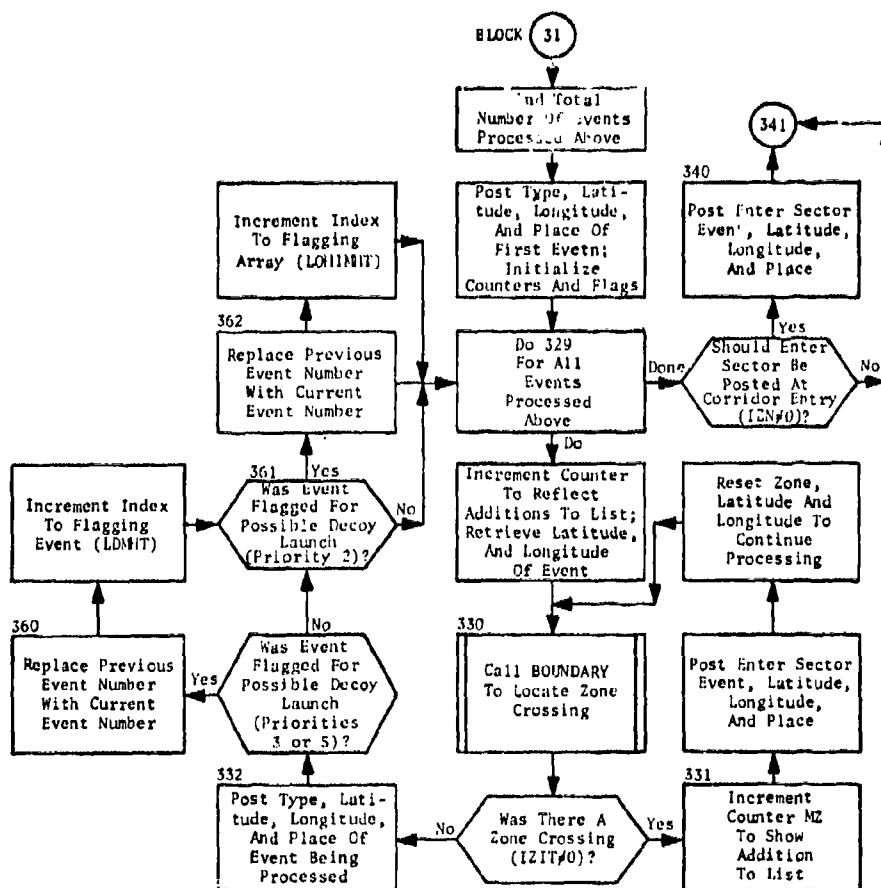 BLOCK 31
Total
Number Of Events
Processed Above
341
340
Post Enter Sector
Even', Latitude,
Longitude,
And Place
Post Type, Lati-
tude, Longitude,
And Place Of
First Evetn;
Initialize
Counters And Flags
Increment Index
To Flagging
Array
362
Replace Previous
Event Number
With Current
Event Number
Do 329
For All
Events
Processed
Above
Done
Yes
Should Enter
Sector Be
Posted At
Corridor Entry
(IZN≠0)?
No
Do
361
Yes
Was Event
Flagged For
Possible Decoy
Launch
(Priority 2)?
No
Increment Index
To Flagging
Event (LDMHT)
Increment Counter
To Reflect
Additions To List;
Retrieve Latitude,
And Longitude
Of Event
Reset Zone,
Latitude And
Longitude To
Continue
Processing
360
Replace Previous
Event Number
With Current
Event Number
Yes
No
Was Event
Flagged For
Possible Decoy
Launch
(Priorities
3 or 5)?
330
Call BOUNDARY
To Locate Zone
Crossing
Post Enter Sector
Event, Latitude,
Longitude,
And Place
332
Post Type, Lati-
tude, Longitude,
And Place Of
Event Being
Processed
No
Was There A
Zone Crossing
(IZIT≠0)?
Yes
331
Increment
Counter MZ
To Show
Addition
To List